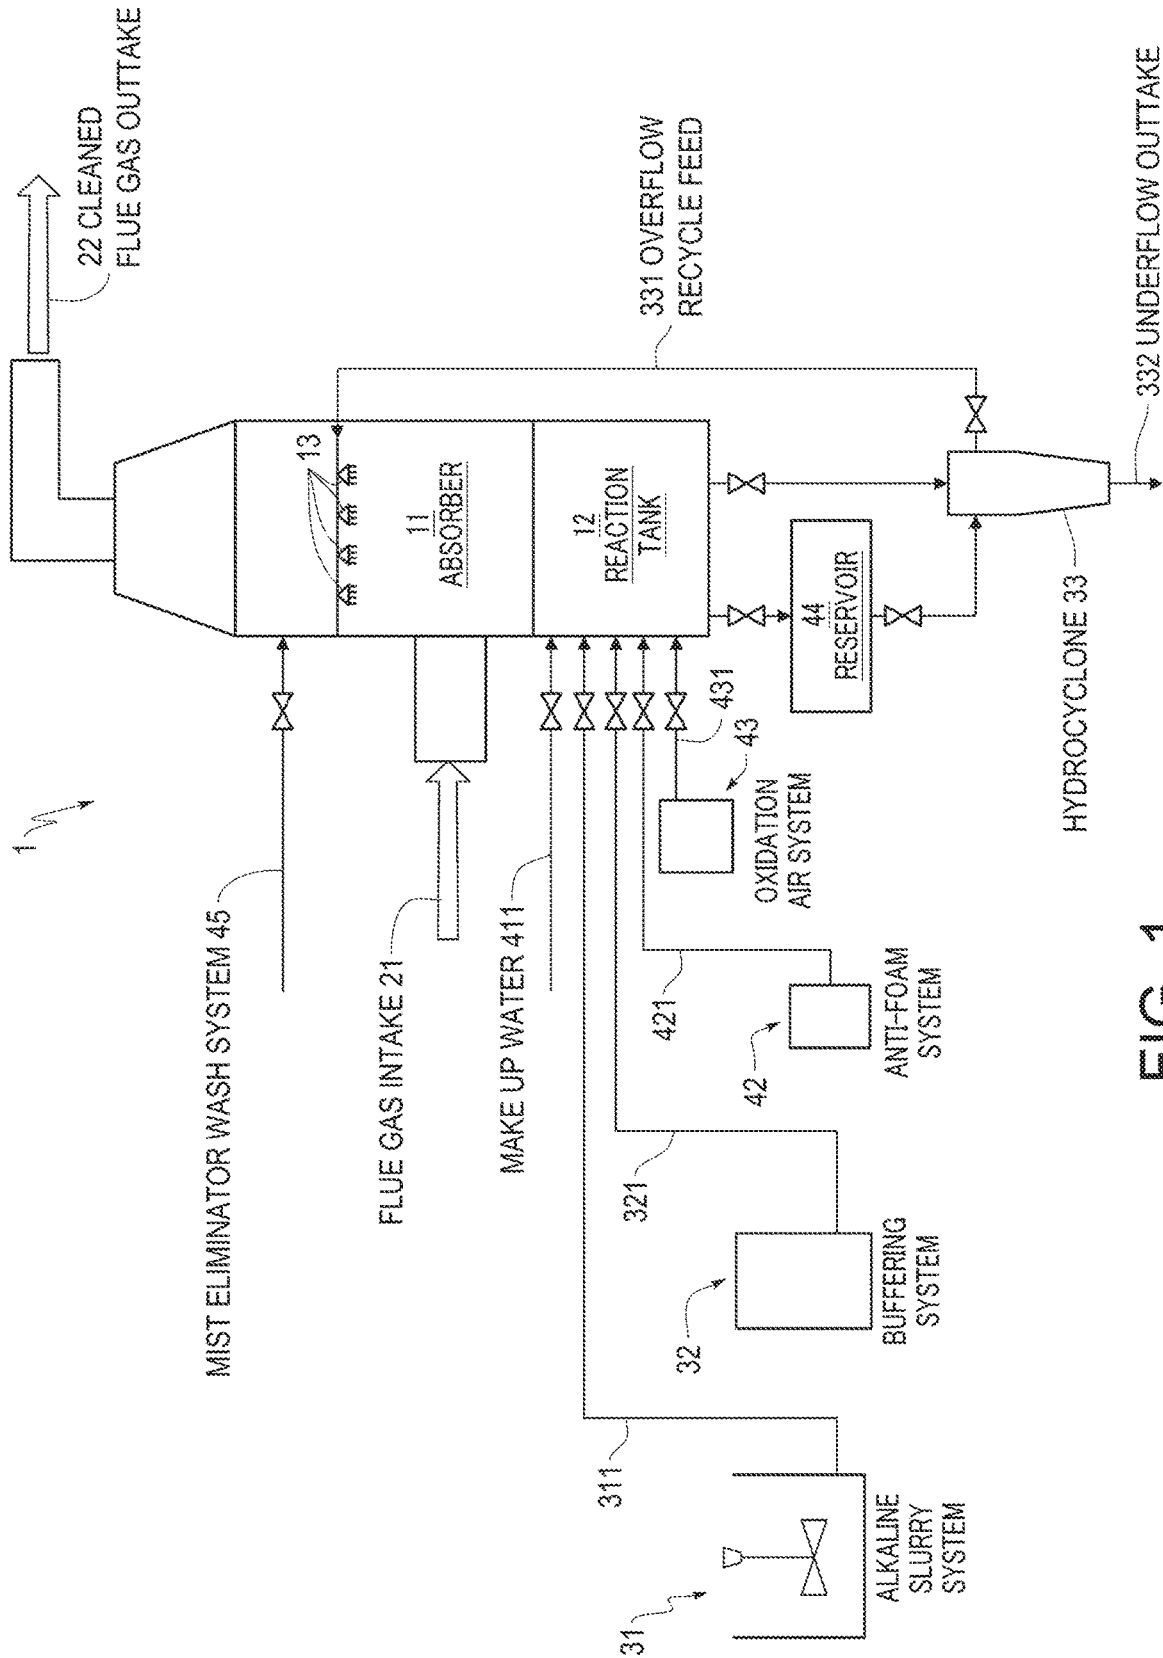 1
22 CLEANED
FLUE GAS OUTTAKE
MIST ELIMINATOR WASH SYSTEM 45
13
FLUE GAS INTAKE 21
11
ABSORBER
331 OVERFLOW
RECYCLE FEED
MAKE UP WATER 411
12
REACTION
TANK
431
43
OXIDATION
AIR SYSTEM
44
RESERVOIR
421
42
ANTI-FOAM
SYSTEM
321
32
BUFFERING
SYSTEM
311
31
ALKALINE
SLURRY
SYSTEM
HYDROCYCLONE 33
332 UNDERFLOW OUTTAKE
FIG. 1